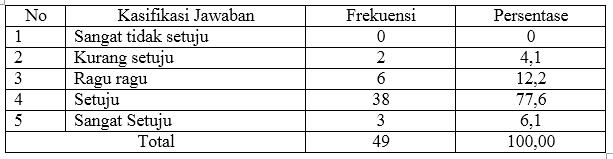 No Kasifikasi Jawaban Frekuensi Persentase
1 Sangat tidak setuju 0 0
2 Kurang setuju 2 4,1
3 Ragu ragu 6 12,2
4 Setuju 38 77,6
5 Sangat Setuju 3 6,1
Total 49 100,00